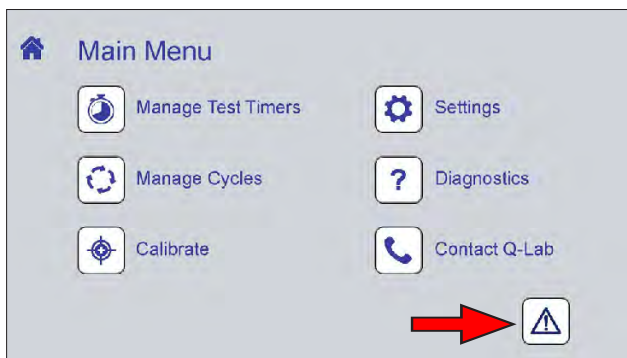 Main Menu
Manage Test Timers
Settings
Manage Cycles
?
Diagnostics
Calibrate
Contact Q-Lab